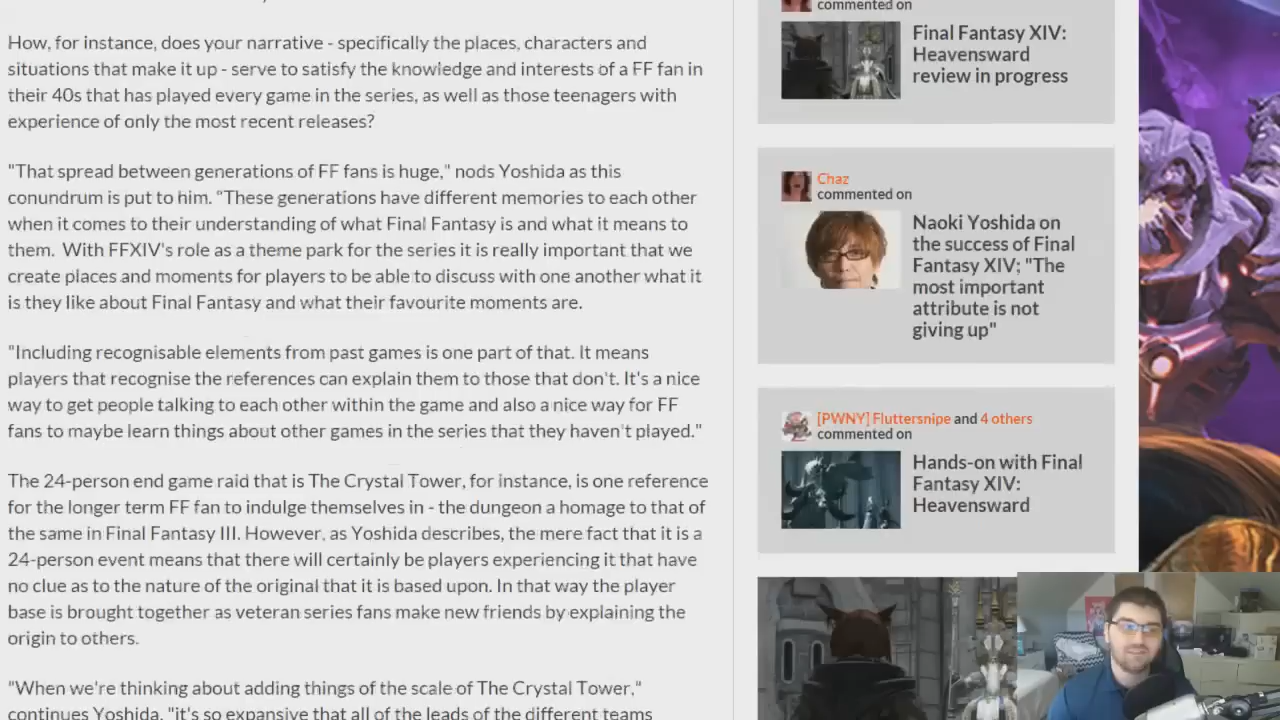 How, for instance, does your narrative - specifically the places, characters and
situations that make it up - serve to satisfy the knowledge and interests of a FF fan in
their 40s that has played every game in the series, as well as those teenagers with
experience of only the most recent releases?
"That spread between generations of FF fans is huge," nods Yoshida as this
conundrum is put to him. "These generations have different memories to each other
when it comes to their understanding of what Final Fantasy is and what it means to
them.  With FFXIV's role as a theme park for the series it is really important that we
create places and moments for players to be able to discuss with one another what it
is they like about Final Fantasy and what their favourite moments are.
"Including recognisable elements from past games is one part of that. It means
players that recognise the references can explain them to those that don't. It's a nice
way to get people talking to each other within the game and also a nice way for FF
fans to maybe learn things about other games in the series that they haven't played."
The 24-person end game raid that is The Crystal Tower, for instance, is one reference
for the longer term FF fan to indulge themselves in - the dungeon a homage to that of
the same in Final Fantasy III. However, as Yoshida describes, the mere fact that it is a
24-person event means that there will certainly be players experiencing it that have
no clue as to the nature of the original that it is based upon. In that way the player
base is brought together as veteran series fans make new friends by explaining the
origin to others.
"When we're thinking about adding things of the scale of The Crystal Tower,"
continues Yoshida, "it's so expansive that all of the leads of the different teams
commented on
Final Fantasy XIV:
Heavensward
review in progress
Chaz
commented on
Naoki Yoshida on
the success of Final
Fantasy XIV; "The
most important
attribute is not
giving up"
[PWNY] Fluttersnipe and 4 others
commented on
Hands-on with Final
Fantasy XIV:
Heavensward